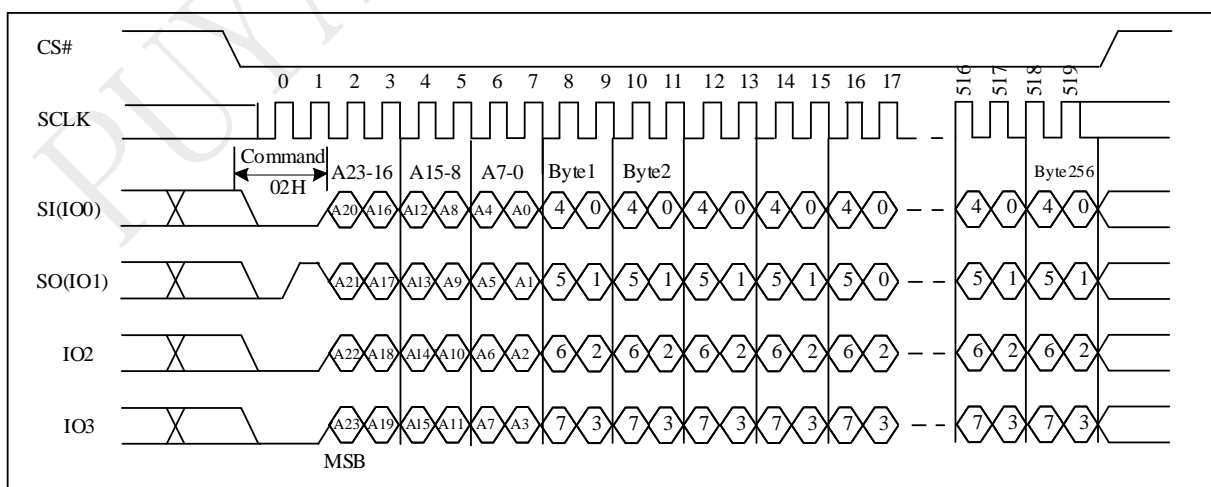 PUYA
CS#
0 1 2 3 4 5 6 7 8 9 10 11 12 13 14 15 16 17 516 517 518 519
SCLK
Command
02H
A23-16 A15-8 A7-0 Byte1 Byte2 Byte256
SI(IO0) A20 A16 A12 A8 A4 A0 4 0 4 0 4 0 4 0 4 0 4 0 4 0
SO(IO1) A21 A17 A13 A9 A5 A1 5 1 5 1 5 1 5 1 5 0 5 1 5 1
IO2 A22 A18 A14 A10 A6 A2 6 2 6 2 6 2 6 2 6 2 6 2 6 2
IO3 A23 A19 A15 A11 A7 A3 7 3 7 3 7 3 7 3 7 3 7 3 7 3
MSB